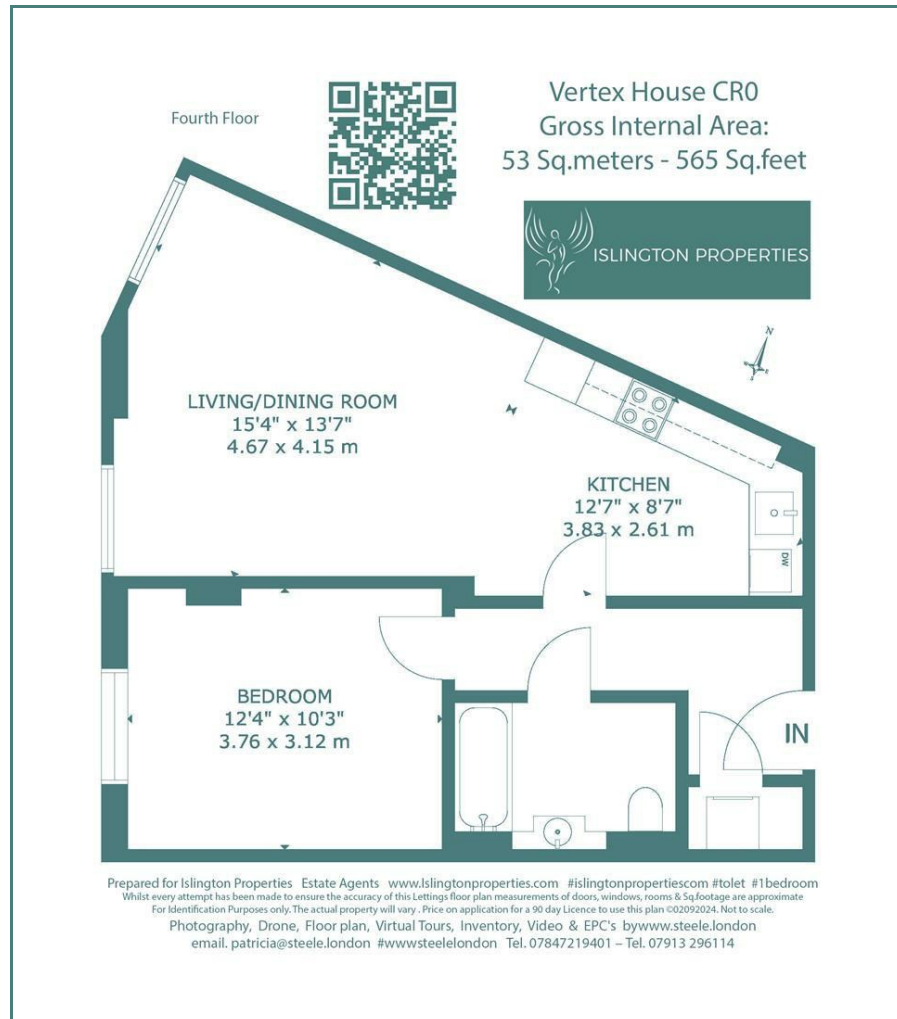 Fourth Floor
Vertex House CR0
Gross Internal Area:
53 Sq.meters - 565 Sq.feet
ISLINGTON PROPERTIES
N
LIVING/DINING ROOM
15'4" x 13'7"
4.67 x 4.15 m
KITCHEN
12'7" x 8'7"
3.83 x 2.61 m
DW
BEDROOM
12'4" x 10'3"
3.76 x 3.12 m
IN
Prepared for Islington Properties Estate Agents www.Islingtonproperties.com #islingtonpropertiescom #tolet #1bedroom
Whilst every attempt has been made to ensure the accuracy of this Lettings floor plan measurements of doors, windows, rooms & Sq.footage are approximate
For Identification Purposes only. The actual property will vary . Price on application for a 90 day Licence to use this plan ©02092024. Not to scale.
Photography, Drone, Floor plan, Virtual Tours, Inventory, Video & EPC's bywww.steele.london
email. patricia@steele.london #wwwsteelelondon Tel. 07847219401 – Tel. 07913 296114